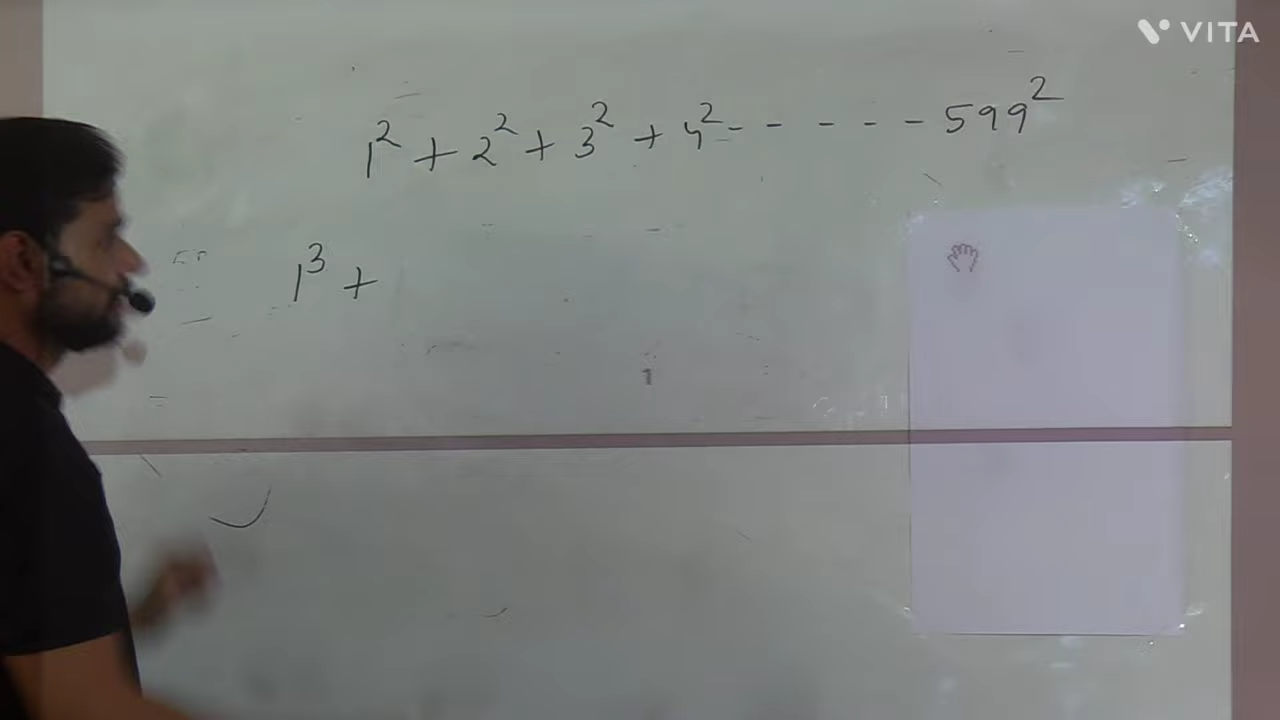 VITA
1² + 2² + 3² + 4² - - - - - 599²
1³ +
1